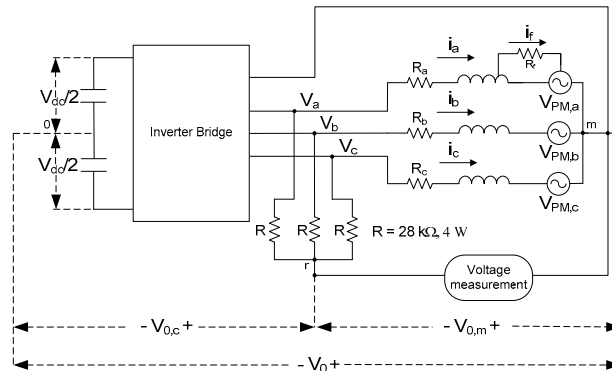 i_a
i_f
R_a
R_f
V_dc/2
V_a
i_b
V_PM,a
0
Inverter Bridge
V_b
R_b
m
V_PM,b
V_dc/2
V_c
i_c
R_c
V_PM,c
R
R
R
R = 28 kΩ, 4 W
r
Voltage
measurement
- V_0,c +
- V_0,m +
- V_0 +